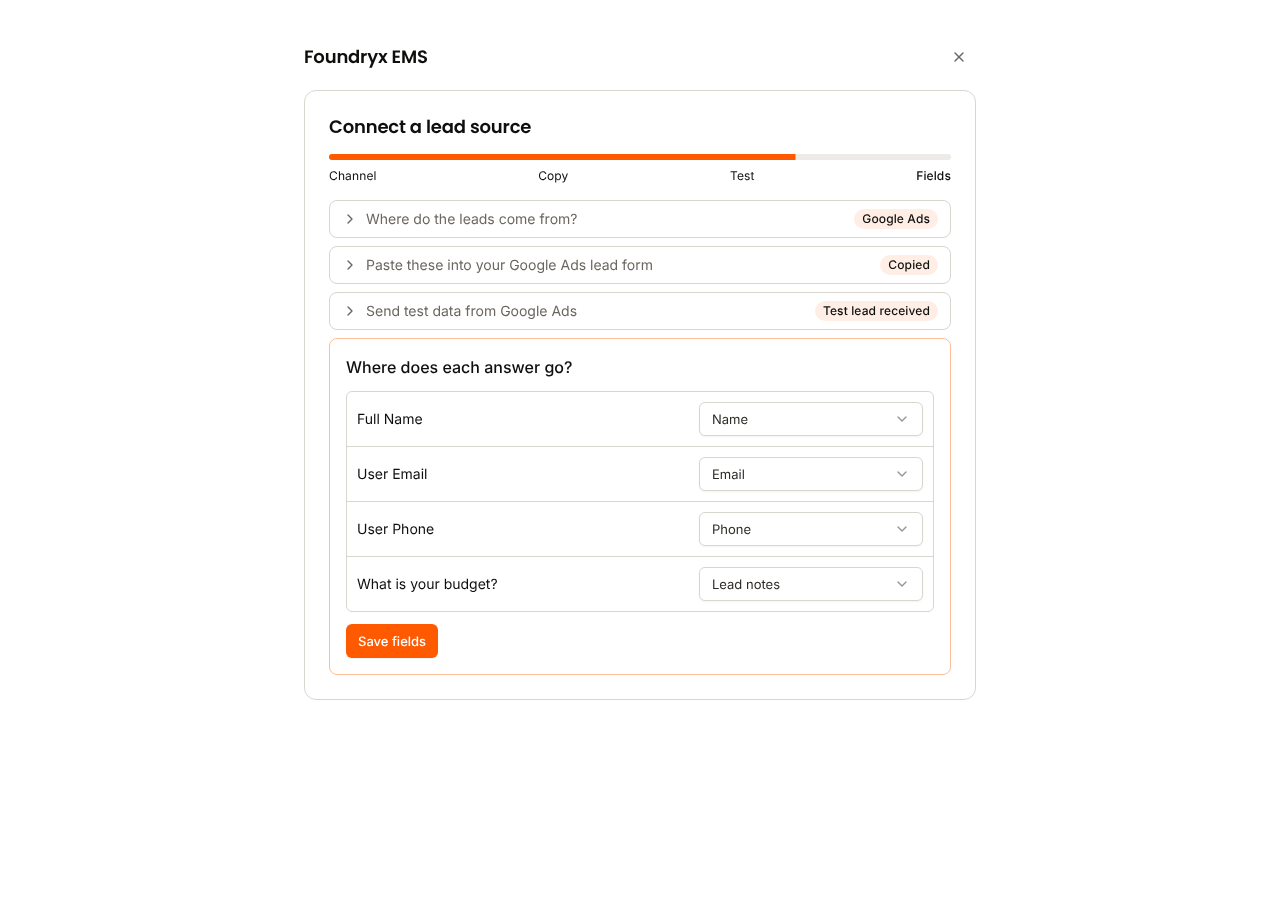 Foundryx EMS
Connect a lead source
Channel Copy Test Fields
Where do the leads come from? Google Ads
Paste these into your Google Ads lead form Copied
Send test data from Google Ads Test lead received
Where does each answer go?
Full Name Name
User Email Email
User Phone Phone
What is your budget? Lead notes
Save fields